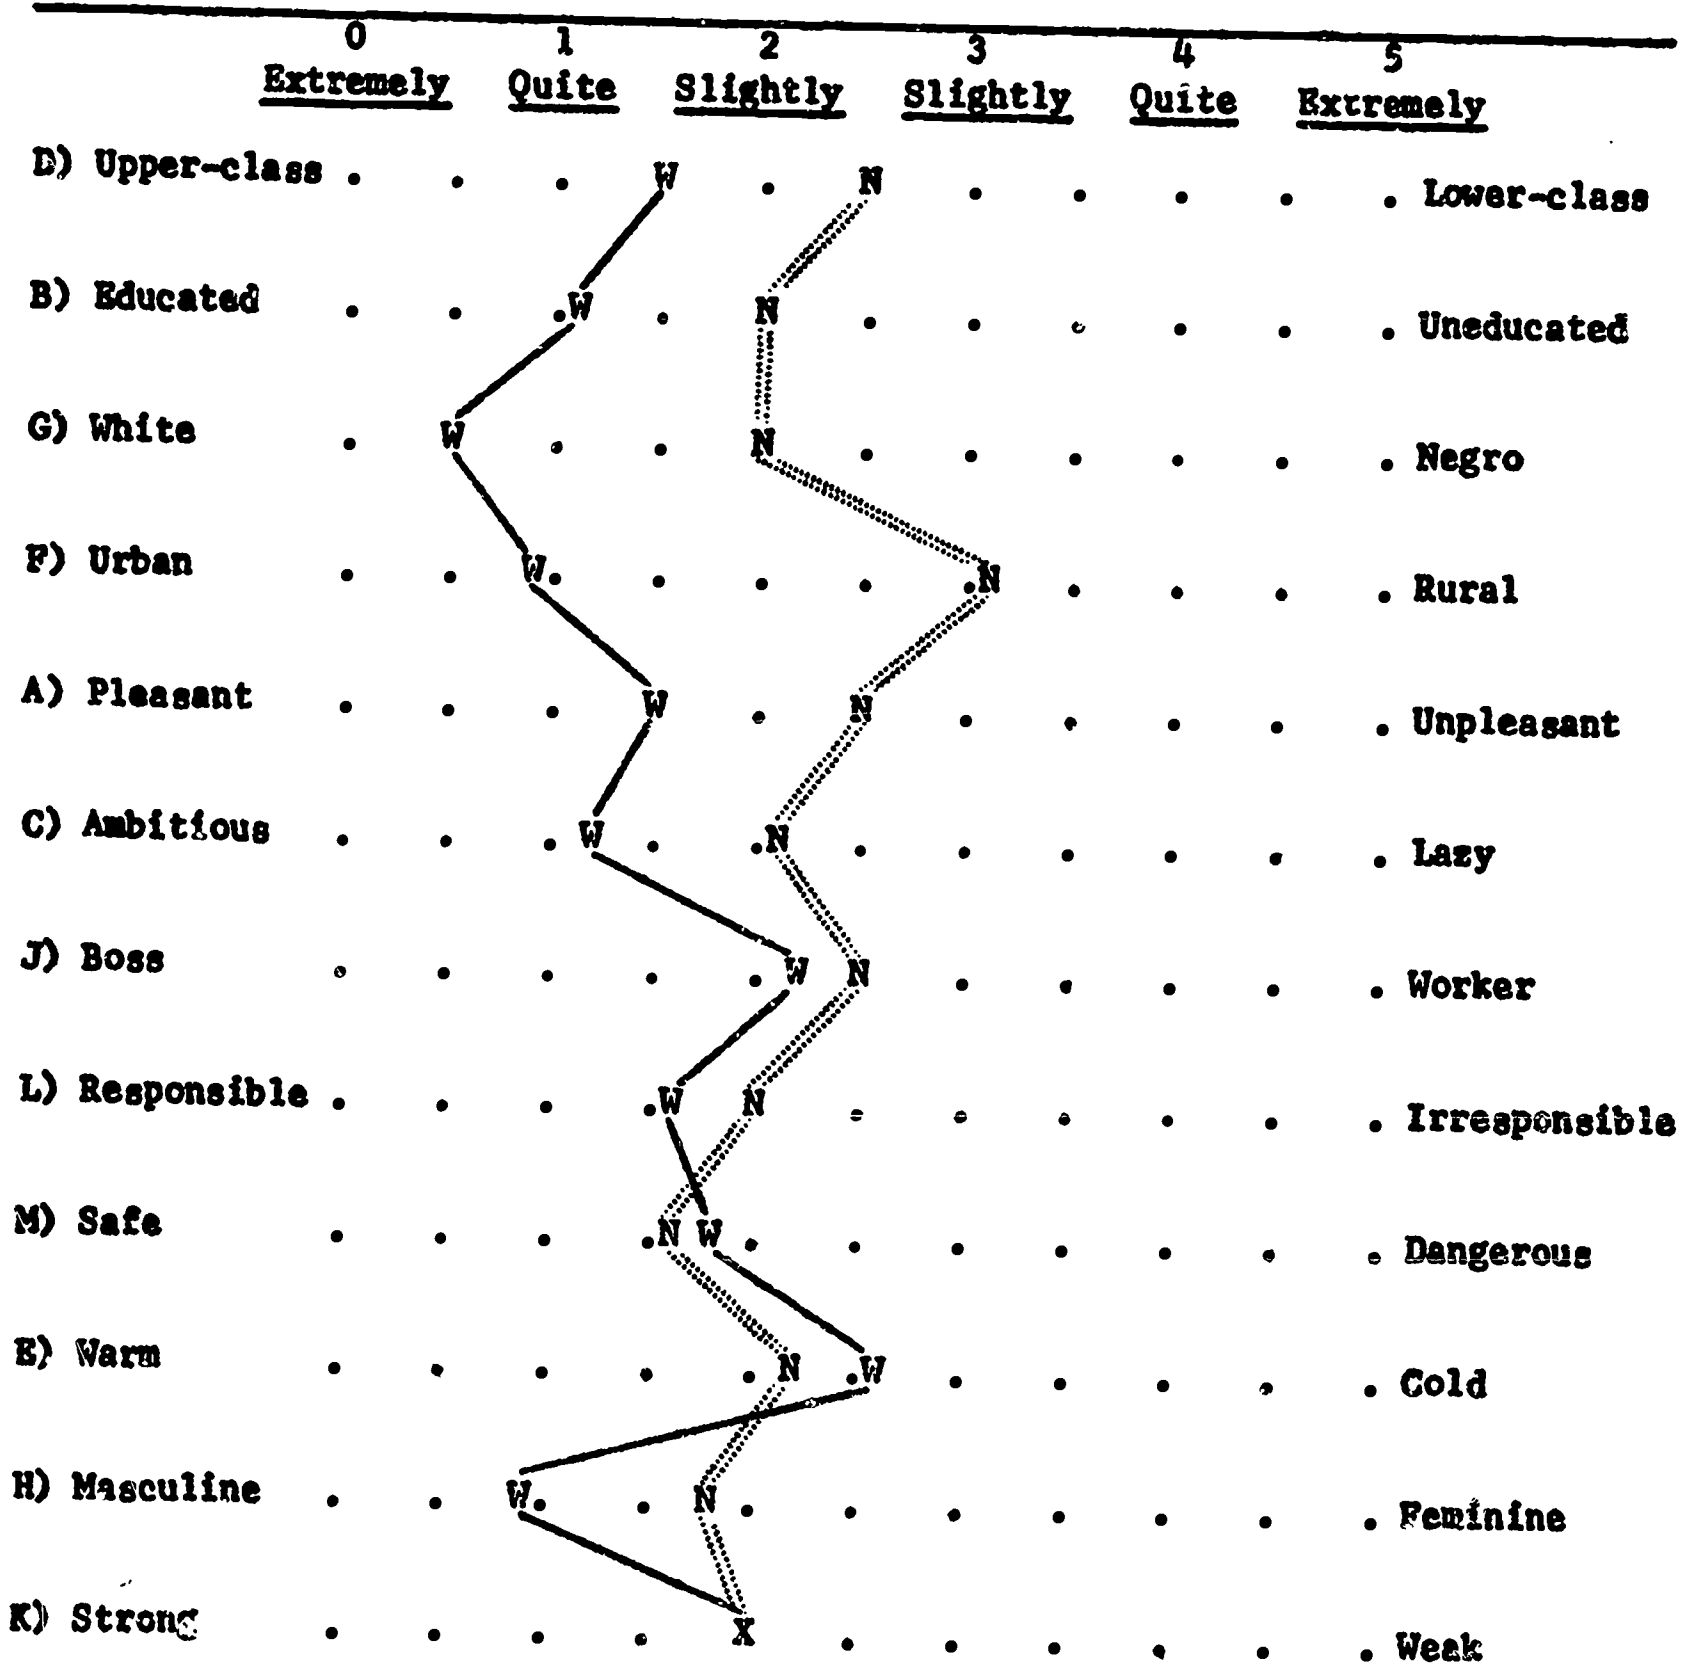 0 1 2 3 4 5
Extremely Quite Slightly Slightly Quite Extremely
D) Upper-class W N Lower-class
B) Educated W N Uneducated
G) White W N Negro
F) Urban W N Rural
A) Pleasant W N Unpleasant
C) Ambitious W N Lazy
J) Boss W N Worker
L) Responsible W N Irresponsible
M) Safe N W Dangerous
E) Warm N W Cold
H) Masculine W N Feminine
K) Strong X Weak